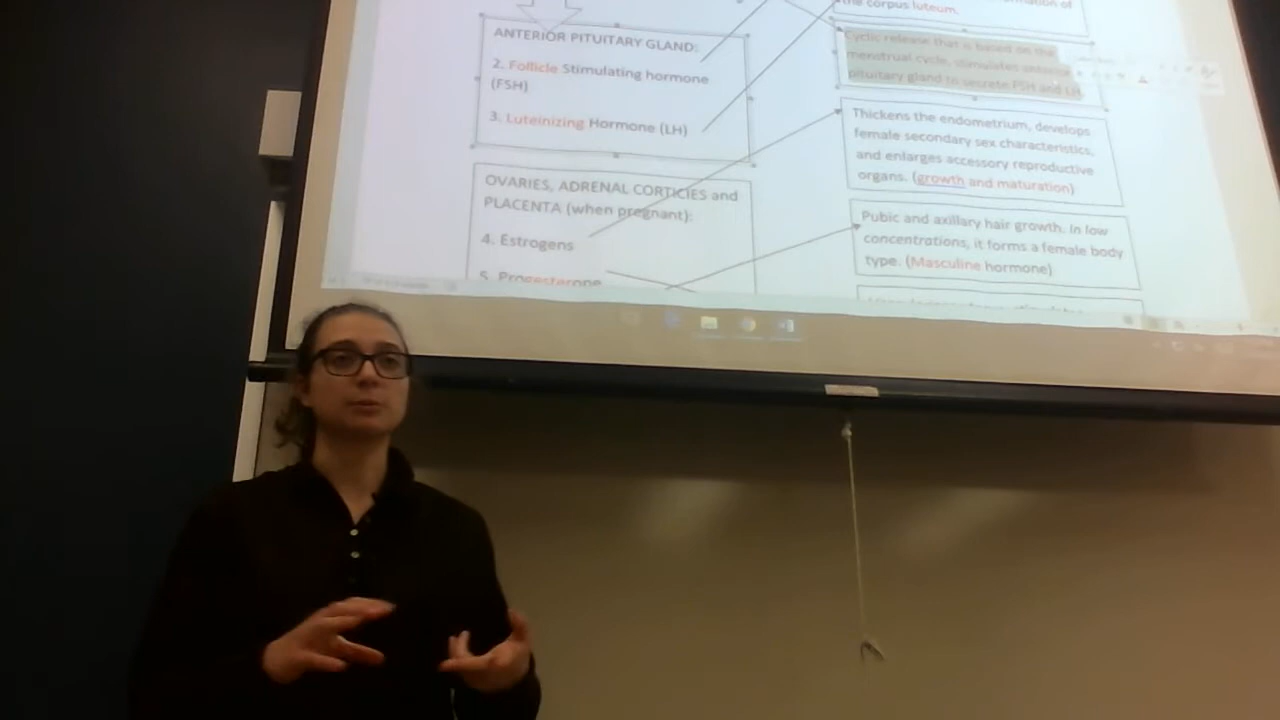 ANTERIOR PITUITARY GLAND:
2. Follicle Stimulating hormone
(FSH)
3. Luteinizing Hormone (LH)
OVARIES, ADRENAL CORTICIES and
PLACENTA (when pregnant):
4. Estrogens
5. Progesterone
the corpus luteum.
Cyclic release that is based on the
menstrual cycle, stimulates anterior
pituitary gland to secrete FSH and LH
Thickens the endometrium, develops
female secondary sex characteristics,
and enlarges accessory reproductive
organs. (growth and maturation)
Pubic and axillary hair growth. In low
concentrations, it forms a female body
type. (Masculine hormone)